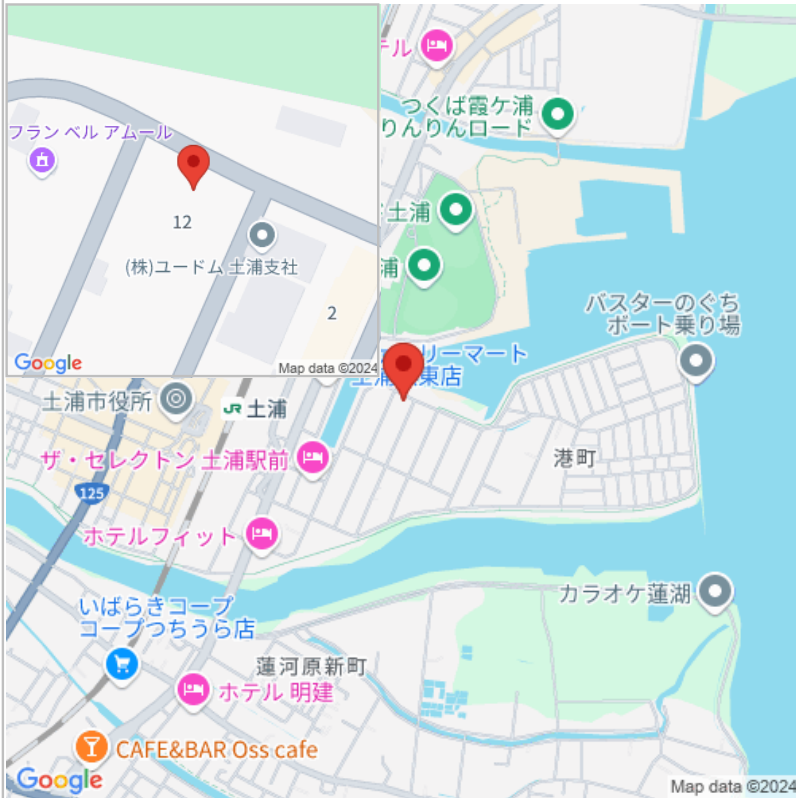 フラン ベル アムール
12
(株)ユードム 土浦支社
2
Google
Map data ©2024
テル
つくば霞ケ浦
りんりんロード
土浦
浦
リーマート
東店
バスターのぐち
ボート乗り場
土浦市役所
JR 土浦
ザ・セレクトン 土浦駅前
港町
125
ホテルフィット
カラオケ蓮湖
いばらきコープ
コープつちうら店
蓮河原新町
ホテル 明建
CAFE&BAR Oss cafe
Google
Map data ©2024